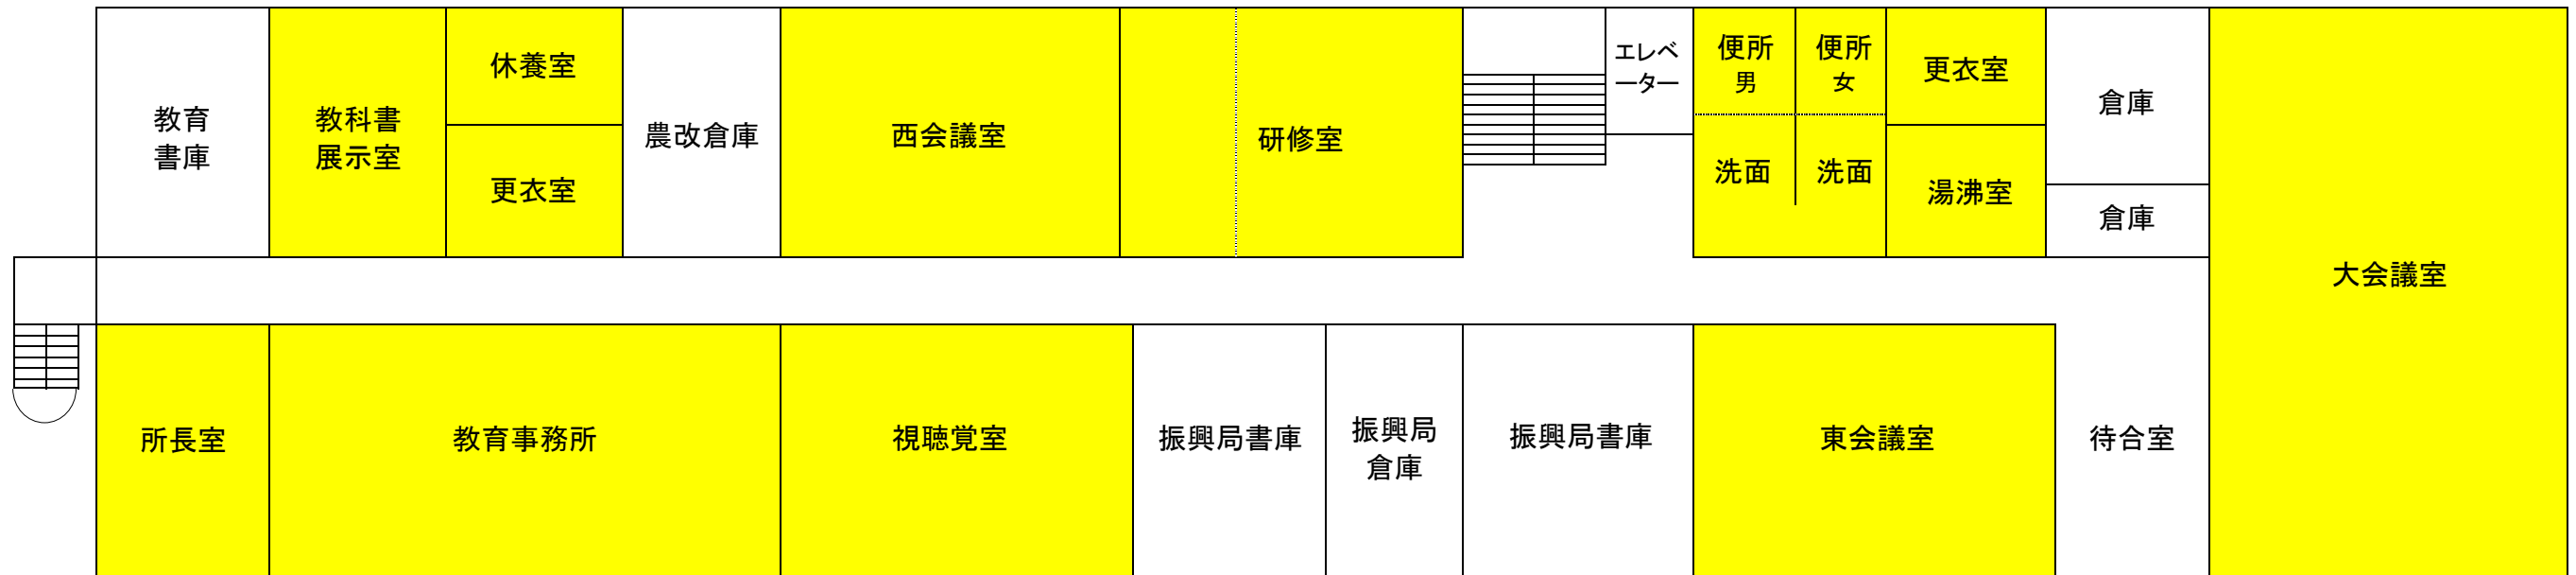 教育
書庫
教科書
展示室
休養室
更衣室
農改倉庫
西会議室
研修室
エレベ
ーター
便所
男
洗面
便所
女
洗面
更衣室
湯沸室
倉庫
倉庫
大会議室
所長室
教育事務所
視聴覚室
振興局書庫
振興局
倉庫
振興局書庫
東会議室
待合室